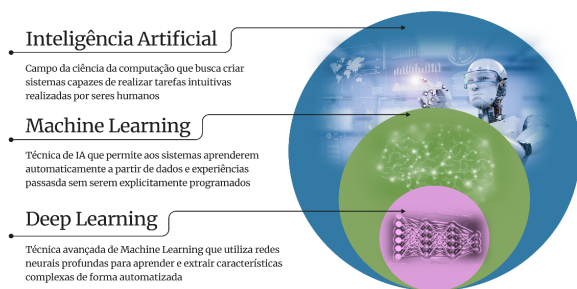 Inteligência Artificial
Campo da ciência da computação que busca criar
sistemas capazes de realizar tarefas intuitivas
realizadas por seres humanos
Machine Learning
Técnica de IA que permite aos sistemas aprenderem
automaticamente a partir de dados e experiências
passasda sem serem explicitamente programados
Deep Learning
Técnica avançada de Machine Learning que utiliza redes
neurais profundas para aprender e extrair características
complexas de forma automatizada